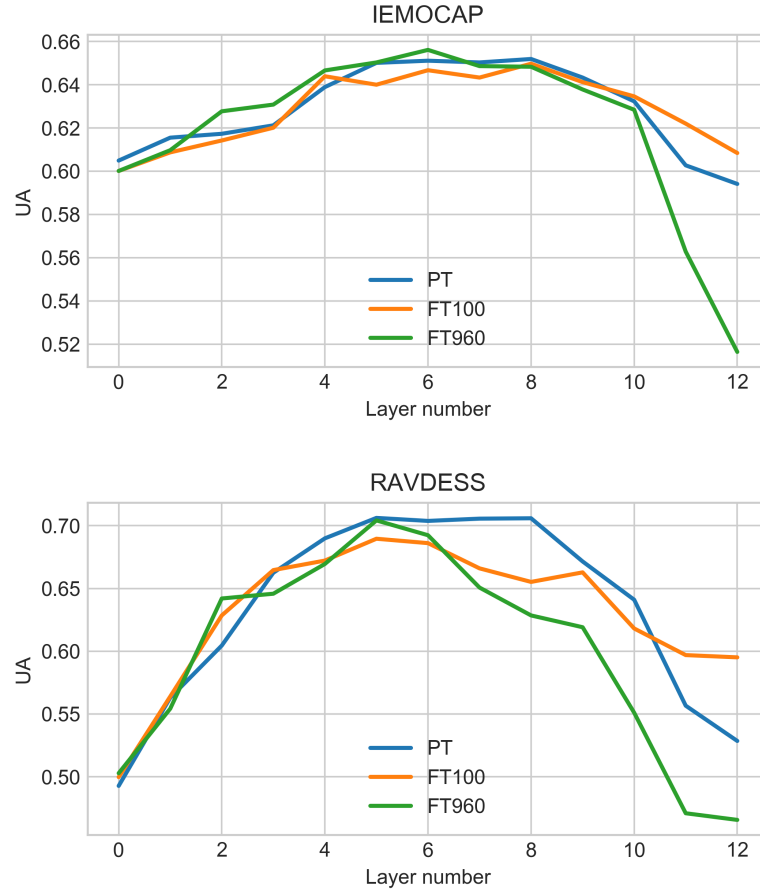 IEMOCAP
0.66
0.64
0.62
0.60
0.58
0.56
0.54
0.52
UA
PT
FT100
FT960
0 2 4 6 8 10 12
Layer number
RAVDESS
0.70
0.65
0.60
0.55
0.50
UA
PT
FT100
FT960
0 2 4 6 8 10 12
Layer number